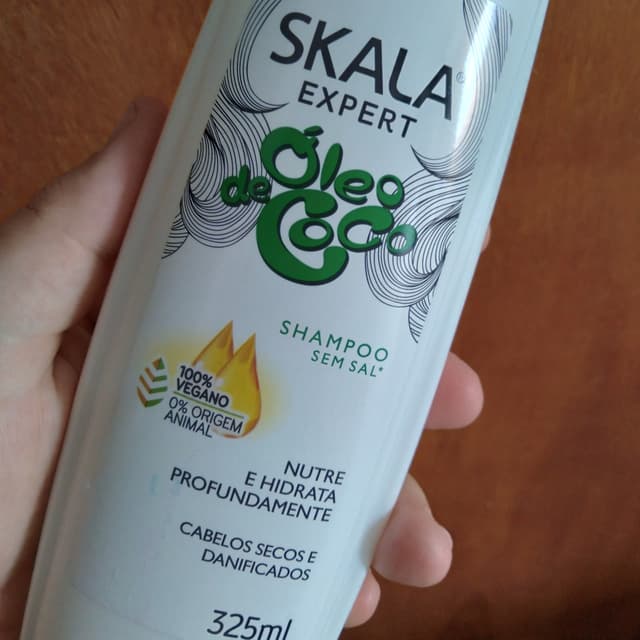 SKALA®
EXPERT
Óleo
de Coco
SHAMPOO
SEM SAL*
100%
VEGANO
0% ORIGEM
ANIMAL
NUTRE
E HIDRATA
PROFUNDAMENTE
CABELOS SECOS E
DANIFICADOS
325ml